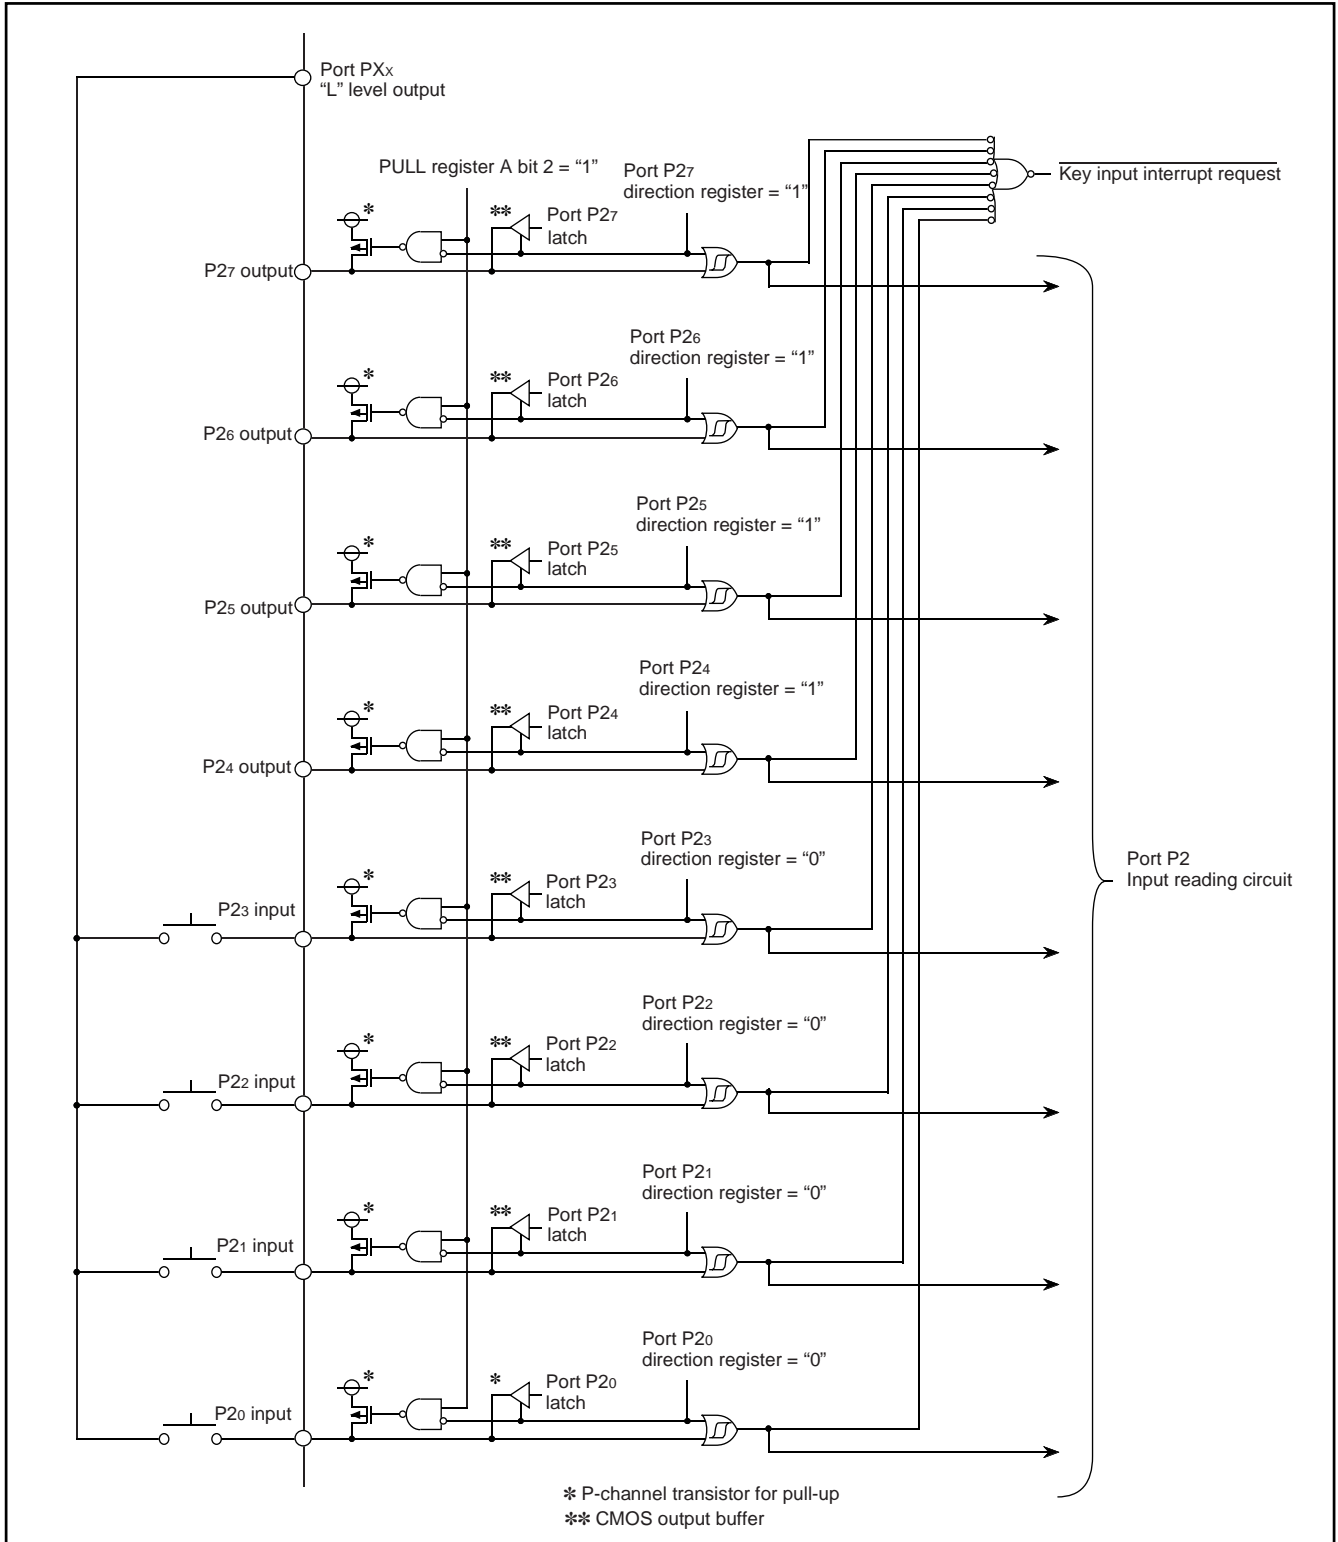 Port PXx
“L” level output
PULL register A bit 2 = “1”
Port P27
direction register = “1”
Key input interrupt request
*
**
Port P27
latch
P27 output
Port P26
direction register = “1”
*
**
Port P26
latch
P26 output
Port P25
direction register = “1”
*
**
Port P25
latch
P25 output
Port P24
direction register = “1”
*
**
Port P24
latch
P24 output
Port P23
direction register = “0”
*
**
Port P23
latch
P23 input
Port P2
Input reading circuit
Port P22
direction register = “0”
*
**
Port P22
latch
P22 input
Port P21
direction register = “0”
*
**
Port P21
latch
P21 input
Port P20
direction register = “0”
*
*
Port P20
latch
P20 input
* P-channel transistor for pull-up
** CMOS output buffer